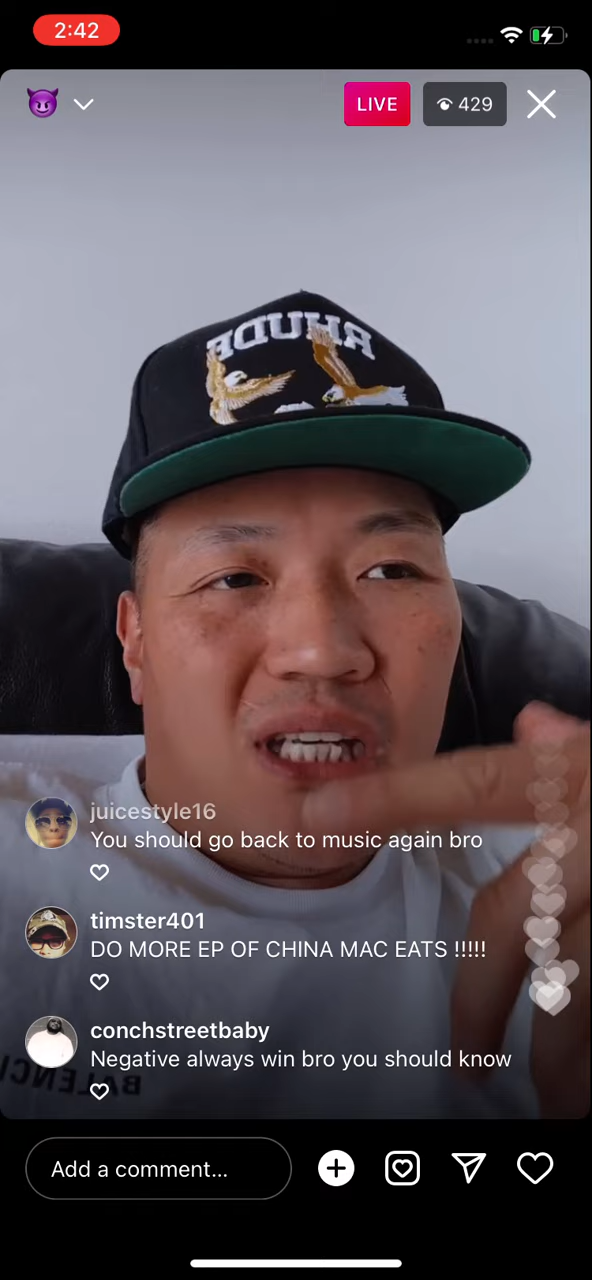 2:42
LIVE
429
RHUDE
juicestyle16
You should go back to music again bro
timster401
DO MORE EP OF CHINA MAC EATS !!!!!
conchstreetbaby
Negative always win bro you should know
Add a comment...